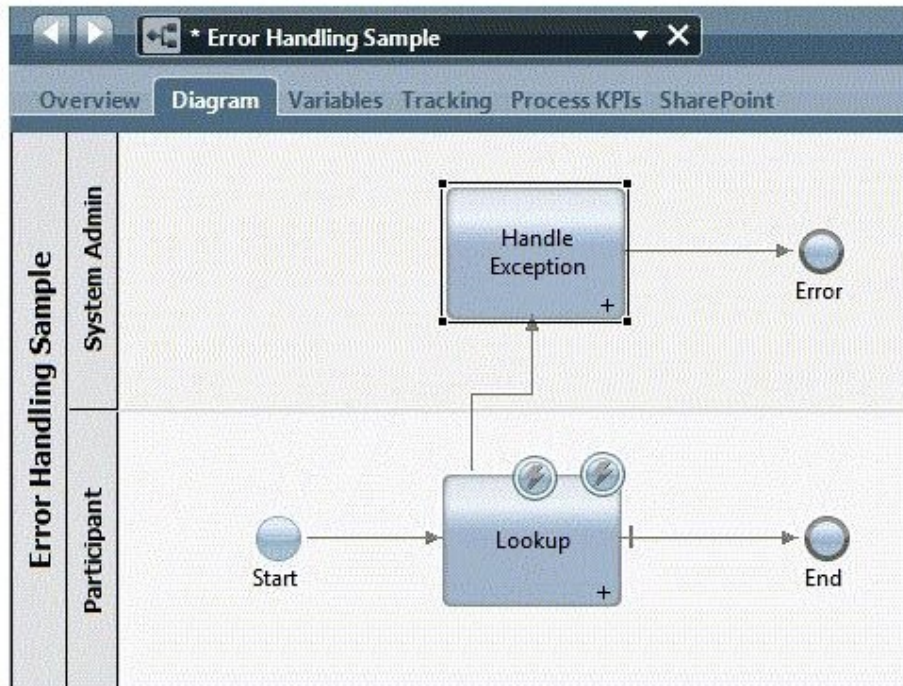 * Error Handling Sample
Overview
Diagram
Variables
Tracking
Process KPIs
SharePoint
Error Handling Sample
System Admin
Handle
Exception
+
Error
Participant
Start
Lookup
+
End